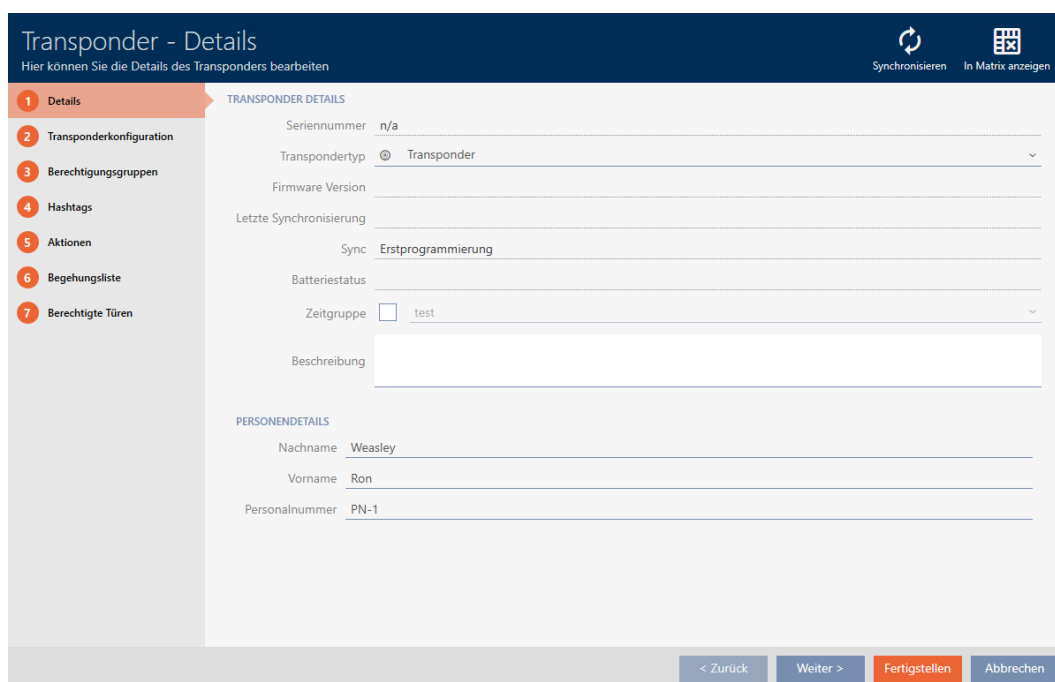 Transponder - Details
Hier können Sie die Details des Transponders bearbeiten
Synchronisieren
In Matrix anzeigen
1 Details
2 Transponderkonfiguration
3 Berechtigungsgruppen
4 Hashtags
5 Aktionen
6 Begehungsliste
7 Berechtigte Türen
TRANSPONDER DETAILS
Seriennummer n/a
Transpondertyp Transponder
Firmware Version
Letzte Synchronisierung
Sync Erstprogrammierung
Batteriestatus
Zeitgruppe test
Beschreibung
PERSONENDETAILS
Nachname Weasley
Vorname Ron
Personalnummer PN-1
< Zurück Weiter > Fertigstellen Abbrechen